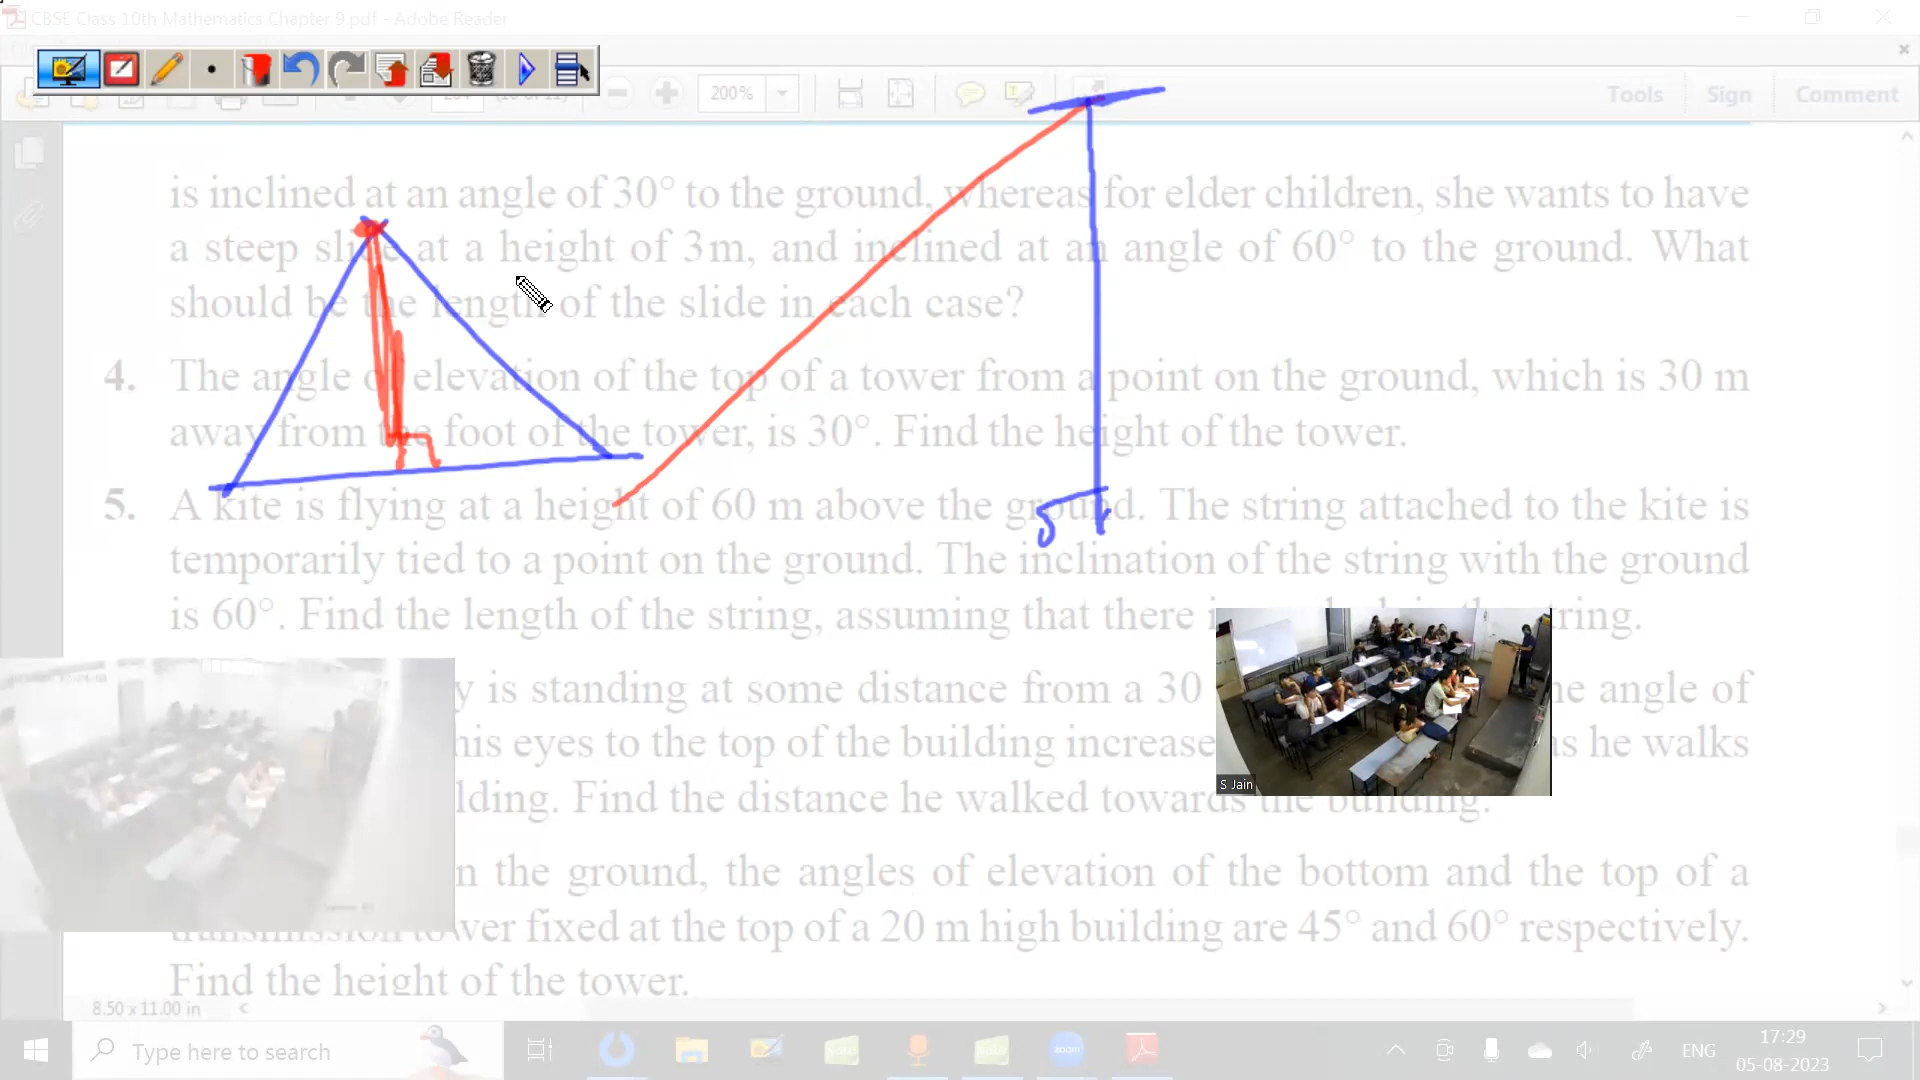 CBSE Class 10th Mathematics Chapter 9.pdf - Adobe Reader
200%
Tools Sign Comment
is inclined at an angle of 30° to the ground, whereas for elder children, she wants to have
a steep slide at a height of 3m, and inclined at an angle of 60° to the ground. What
should be the length of the slide in each case?
4. The angle of elevation of the top of a tower from a point on the ground, which is 30 m
away from the foot of the tower, is 30°. Find the height of the tower.
5. A kite is flying at a height of 60 m above the ground. The string attached to the kite is
temporarily tied to a point on the ground. The inclination of the string with the ground
is 60°. Find the length of the string, assuming that there in the string.
y is standing at some distance from a 30 angle of
his eyes to the top of the building increase as he walks
lding. Find the distance he walked towards the building.
S Jain
n the ground, the angles of elevation of the bottom and the top of a
transmission tower fixed at the top of a 20 m high building are 45° and 60° respectively.
Find the height of the tower.
8.50 x 11.00 in
Type here to search
zoom
ENG
17:29
05-08-2023